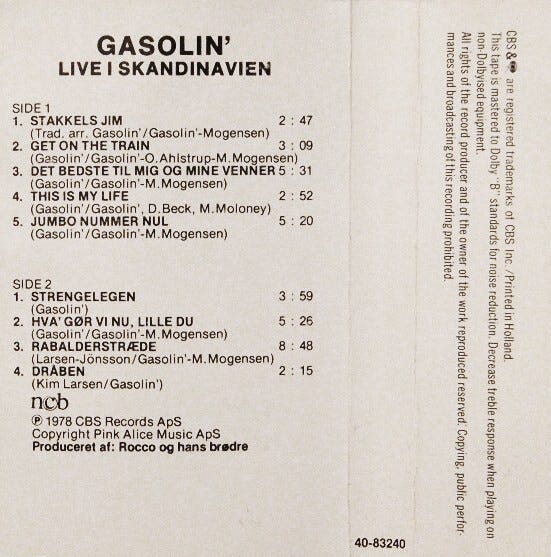 GASOLIN'
LIVE I SKANDINAVIEN
SIDE 1
1. STAKKELS JIM 2 : 47
(Trad. arr. Gasolin'/Gasolin'-Mogensen)
2. GET ON THE TRAIN 3 : 09
(Gasolin'/Gasolin'-O. Ahlstrup-M. Mogensen)
3. DET BEDSTE TIL MIG OG MINE VENNER 5 : 31
(Gasolin'/Gasolin'-M. Mogensen)
4. THIS IS MY LIFE 2 : 52
(Gasolin'/Gasolin', D. Beck, M. Moloney)
5. JUMBO NUMMER NUL 5 : 20
(Gasolin'/Gasolin'-M. Mogensen)
SIDE 2
1. STRENGELEGEN 3 : 59
(Gasolin')
2. HVA' GØR VI NU, LILLE DU 5 : 26
(Gasolin'/Gasolin'-M. Mogensen)
3. RABALDERSTRÆDE 8 : 48
(Larsen-Jönsson/Gasolin'-M. Mogensen)
4. DRÅBEN 2 : 15
(Kim Larsen/Gasolin')
ncb
℗ 1978 CBS Records ApS
Copyright Pink Alice Music ApS
Produceret af: Rocco og hans brødre
40-83240
CBS & are registered trademarks of CBS Inc./Printed in Holland.
This tape is mastered to Dolby "B" standards for noise reduction. Decrease treble response when playing on
non-Dolbyised equipment.
All rights of the record producer and of the owner of the work reproduced reserved. Copying, public perfor-
mances and broadcasting of this recording prohibited.